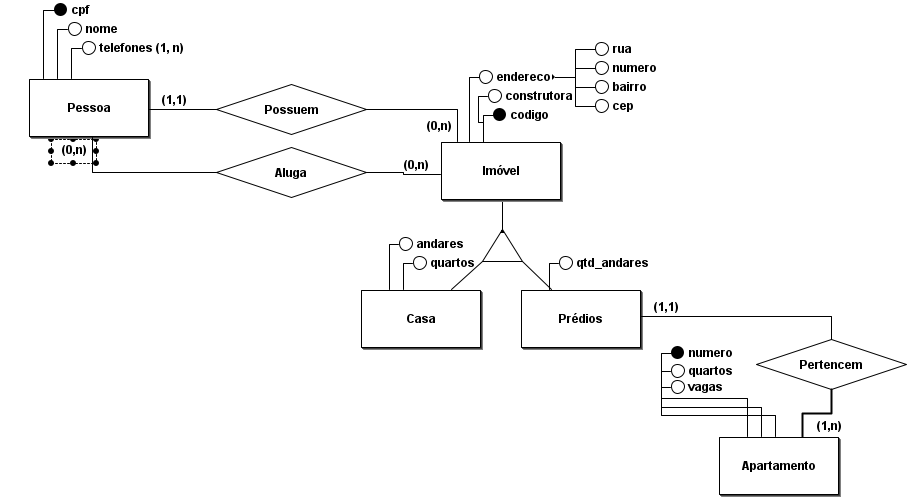 cpf
nome
telefones (1, n)
Pessoa
(1,1)
Possuem
(0,n)
endereco
construtora
codigo
rua
numero
bairro
cep
(0,n)
Aluga
(0,n)
Imóvel
andares
quartos
qtd_andares
Casa
Prédios
(1,1)
numero
quartos
vagas
Pertencem
(1,n)
Apartamento